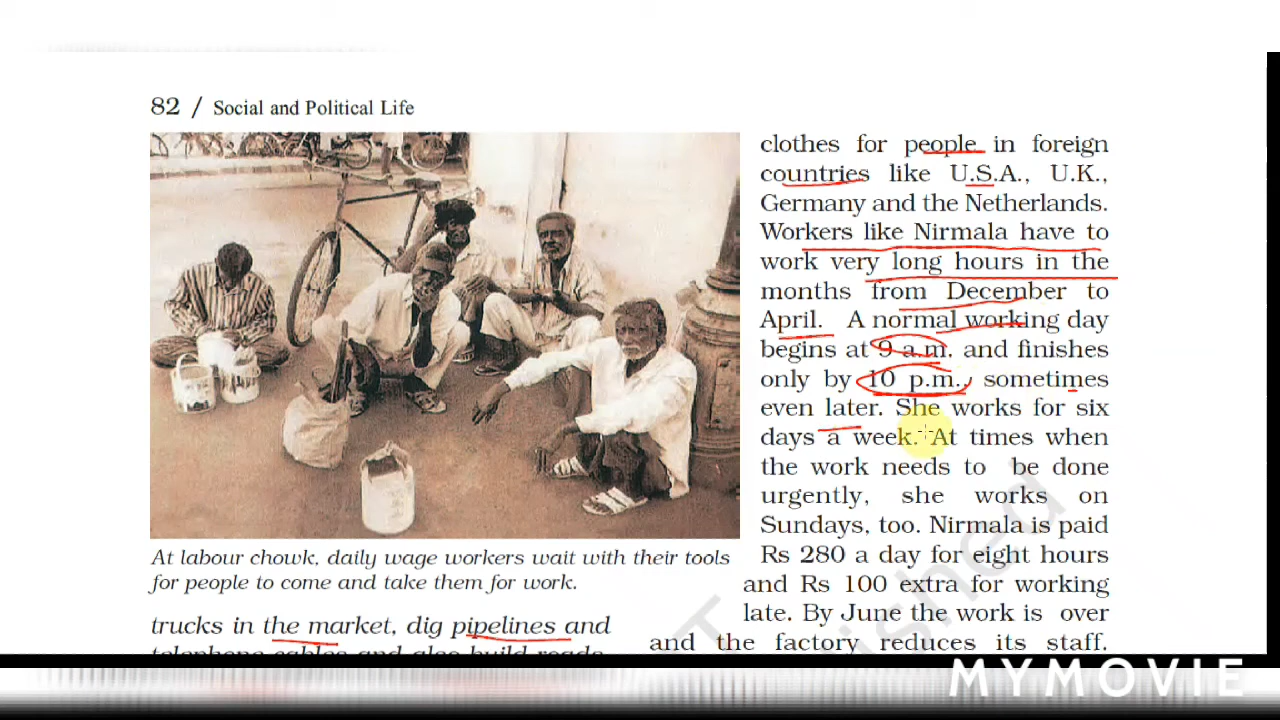 82 / Social and Political Life
At labour chowk, daily wage workers wait with their tools
for people to come and take them for work.
trucks in the market, dig pipelines and
telephone cables and also build roads
clothes for people in foreign
countries like U.S.A., U.K.,
Germany and the Netherlands.
Workers like Nirmala have to
work very long hours in the
months from December to
April. A normal working day
begins at 9 a.m. and finishes
only by 10 p.m., sometimes
even later. She works for six
days a week. At times when
the work needs to be done
urgently, she works on
Sundays, too. Nirmala is paid
Rs 280 a day for eight hours
and Rs 100 extra for working
late. By June the work is over
and the factory reduces its staff.
MYMOVIE